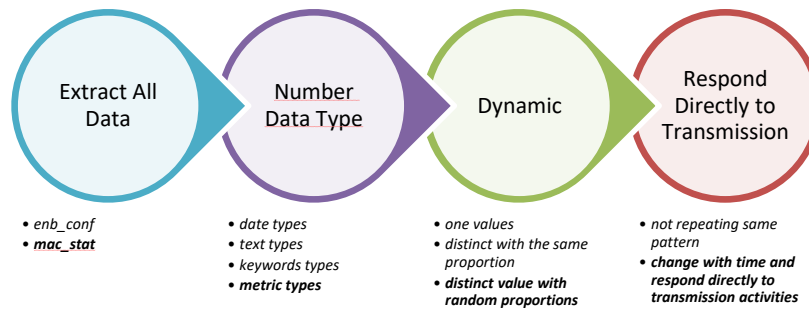 Extract All
Data
Number
Data Type
Dynamic
Respond
Directly to
Transmission
• enb_conf
• mac_stat
• date types
• text types
• keywords types
• metric types
• one values
• distinct with the same
proportion
• distinct value with
random proportions
• not repeating same
pattern
• change with time and
respond directly to
transmission activities